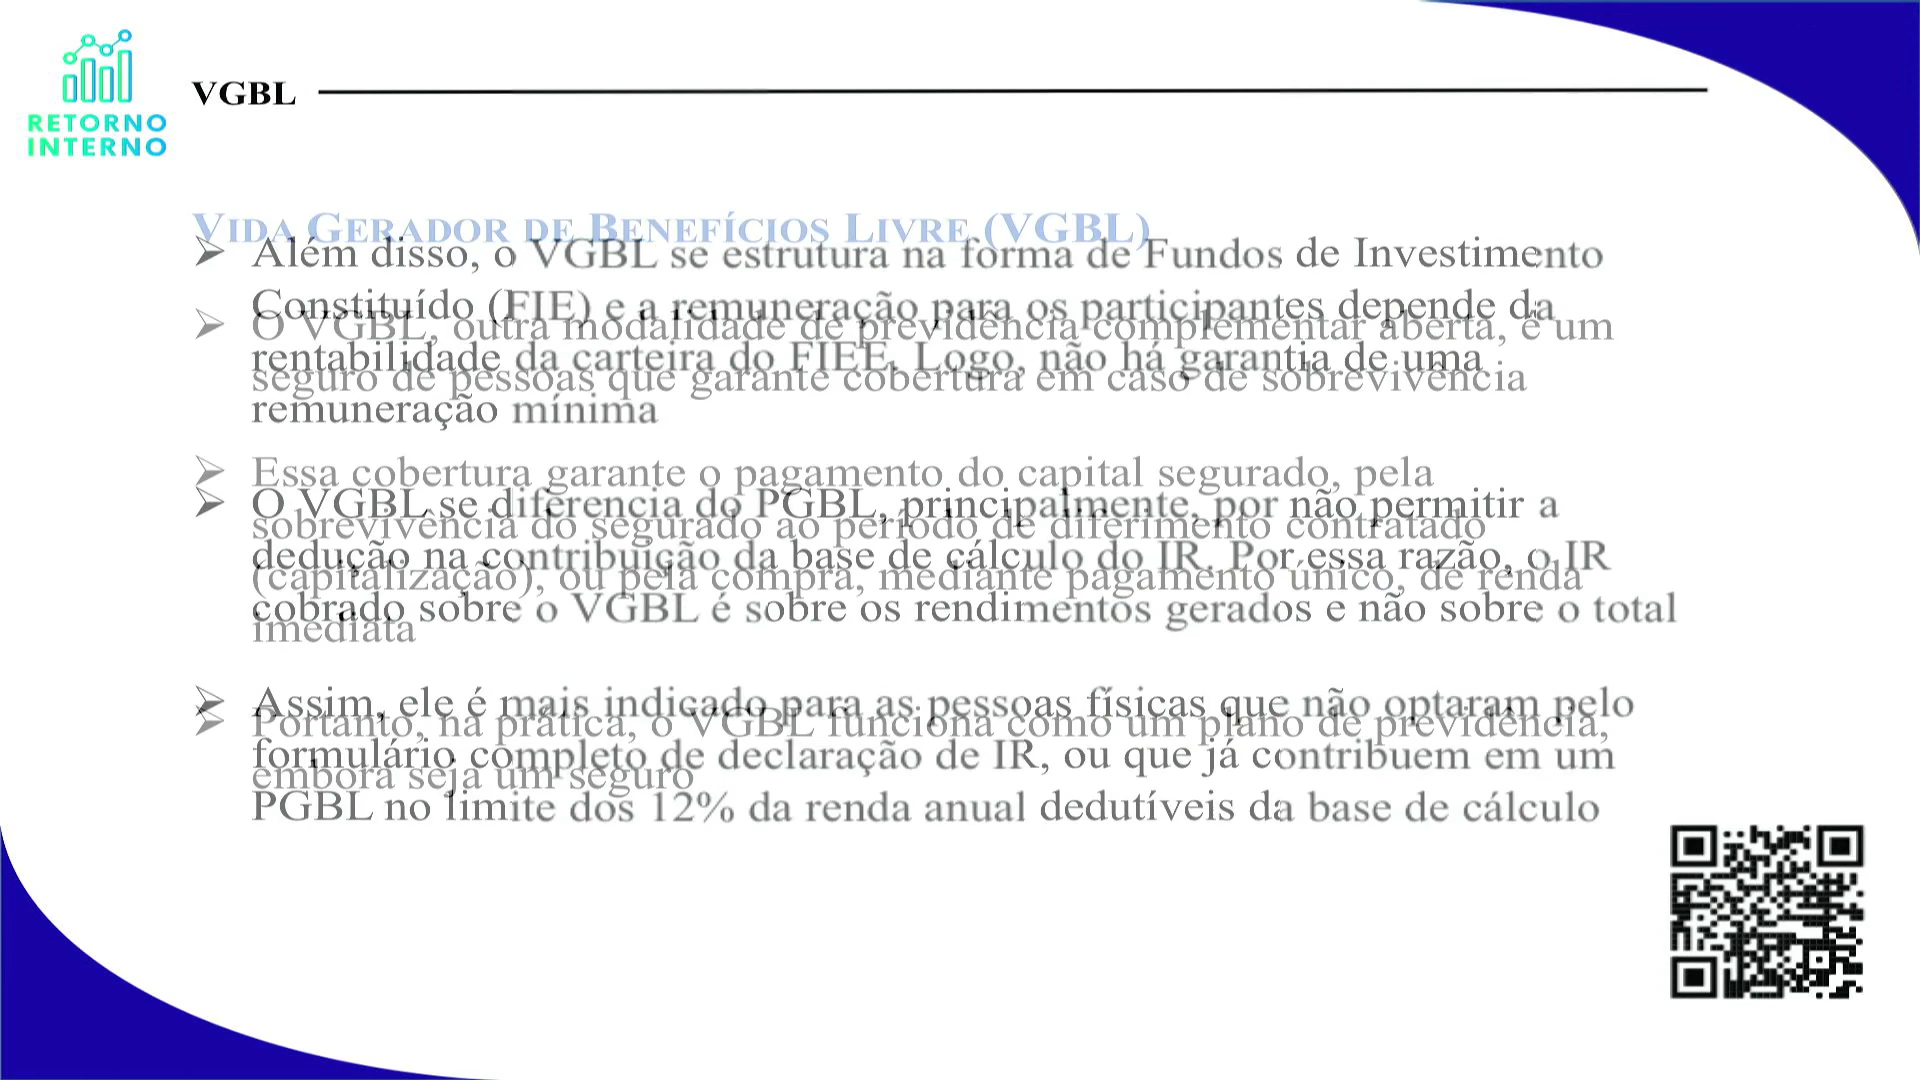 RETORNO
INTERNO
VGBL
VIDA GERADOR DE BENEFÍCIOS LIVRE (VGBL)
➢ O VGBL, outra modalidade de previdência complementar aberta, é um
seguro de pessoas que garante cobertura em caso de sobrevivência
➢ Essa cobertura garante o pagamento do capital segurado, pela
sobrevivência do segurado ao período de diferimento contratado
(capitalização), ou pela compra, mediante pagamento único, de renda
imediata
➢ Portanto, na prática, o VGBL funciona como um plano de previdência,
embora seja um seguro
➢ Além disso, o VGBL se estrutura na forma de Fundos de Investimento
Constituído (FIE) e a remuneração para os participantes depende da
rentabilidade da carteira do FIEE. Logo, não há garantia de uma
remuneração mínima
➢ O VGBL se diferencia do PGBL, principalmente, por não permitir a
dedução na contribuição da base de cálculo do IR. Por essa razão, o IR
cobrado sobre o VGBL é sobre os rendimentos gerados e não sobre o total
➢ Assim, ele é mais indicado para as pessoas físicas que não optaram pelo
formulário completo de declaração de IR, ou que já contribuem em um
PGBL no limite dos 12% da renda anual dedutíveis da base de cálculo